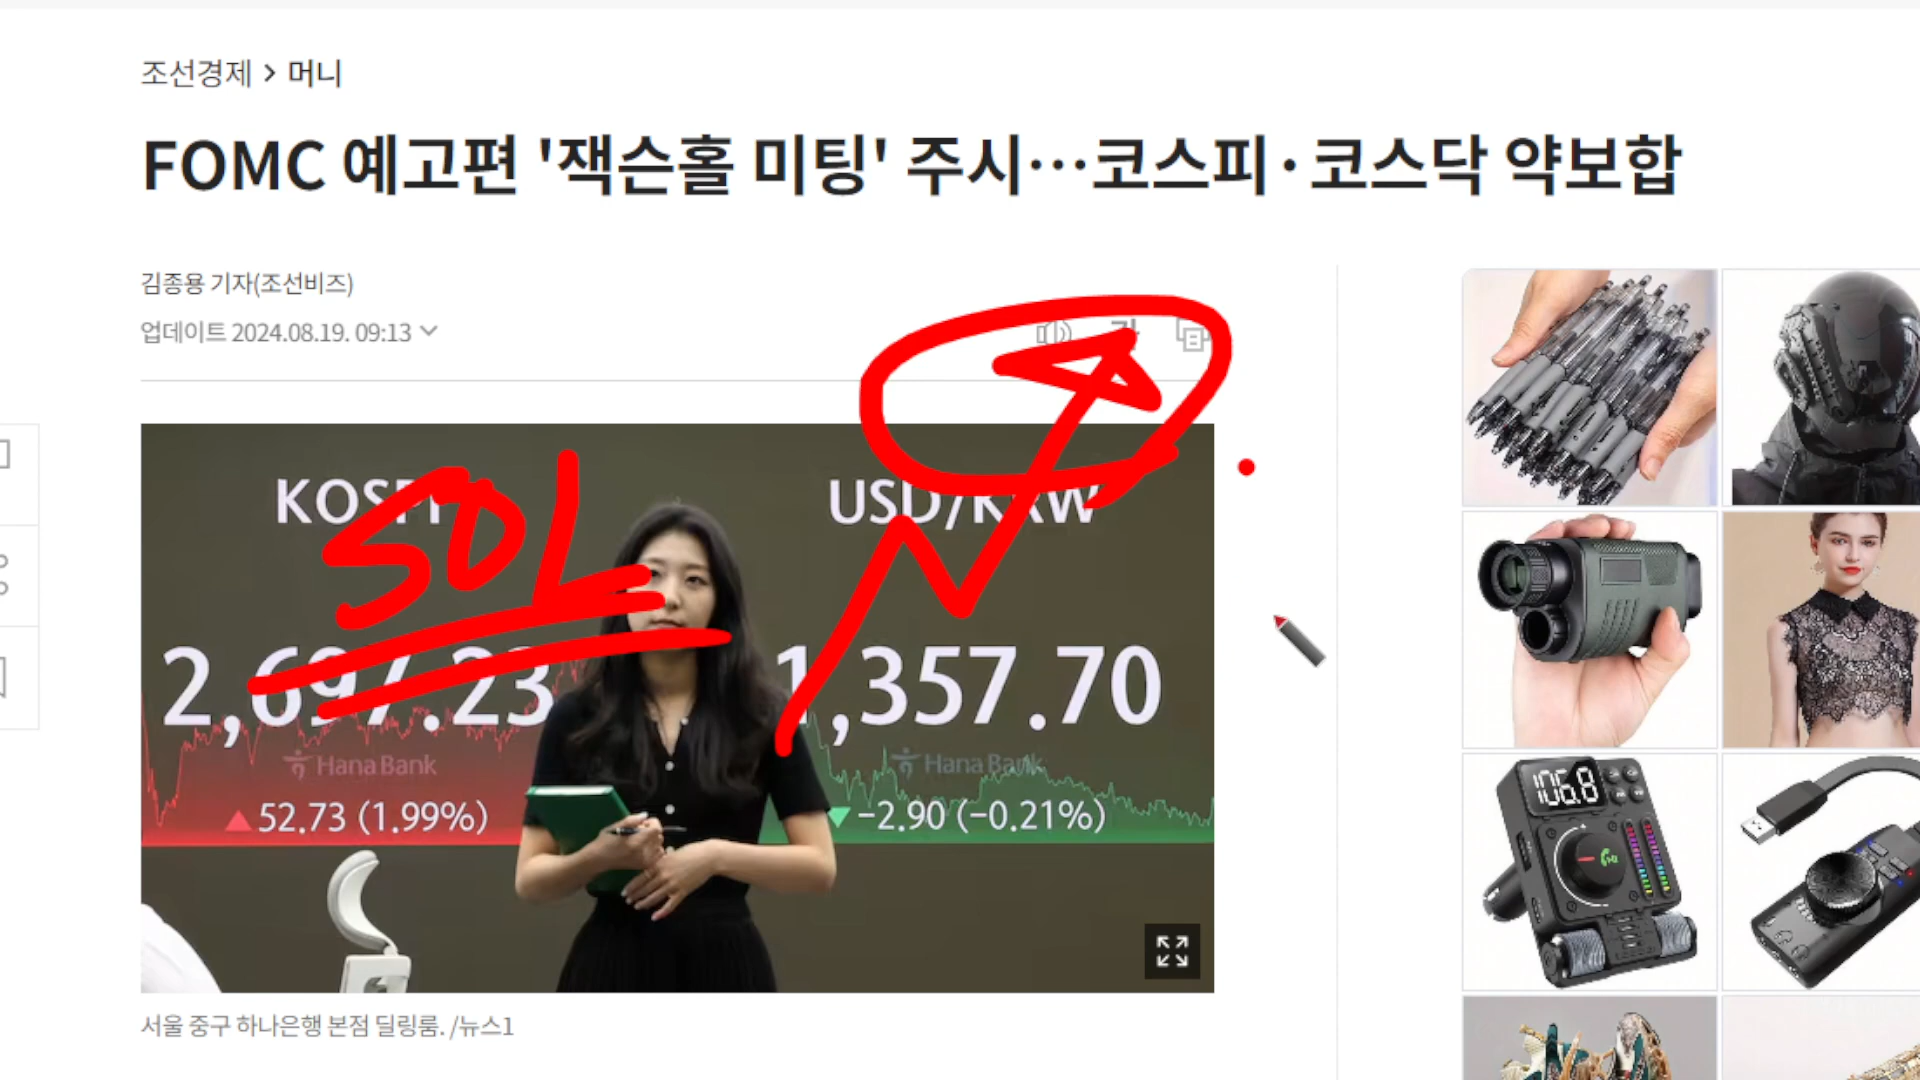 조선경제 > 머니
FOMC 예고편 '잭슨홀 미팅' 주시…코스피·코스닥 약보합
김종용 기자(조선비즈)
업데이트 2024.08.19. 09:13
KOSPI
USD/KRW
SOL
2,697.23
1,357.70
Hana Bank
Hana Bank
▲52.73 (1.99%)
▼-2.90 (-0.21%)
서울 중구 하나은행 본점 딜링룸. /뉴스1
106.8